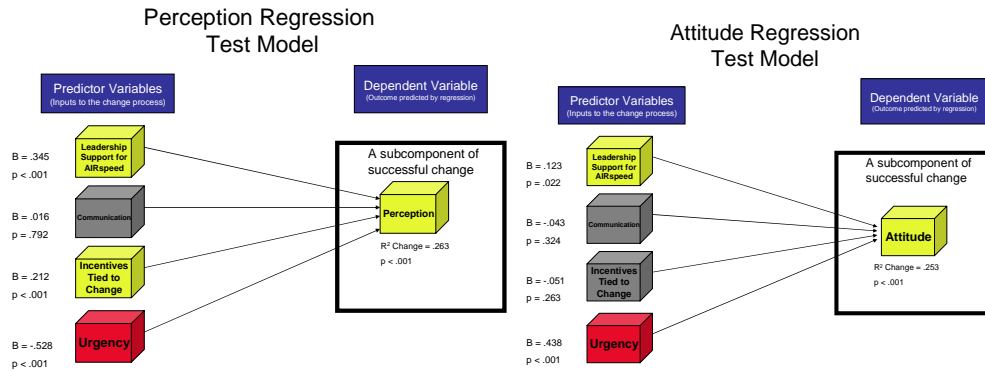 Perception Regression
Test Model
Predictor Variables
(Inputs to the change process)
Dependent Variable
(Outcome predicted by regression)
B = .345
p < .001
Leadership
Support for
AIRspeed
B = .016
p = .792
Communication
B = .212
p < .001
Incentives
Tied to
Change
B = -.528
p < .001
Urgency
A subcomponent of
successful change
Perception
R² Change = .263
p < .001
Attitude Regression
Test Model
Predictor Variables
(Inputs to the change process)
Dependent Variable
(Outcome predicted by regression)
B = .123
p = .022
Leadership
Support for
AIRspeed
B = -.043
p = .324
Communication
B = -.051
p = .263
Incentives
Tied to
Change
B = .438
p < .001
Urgency
A subcomponent of
successful change
Attitude
R² Change = .253
p < .001